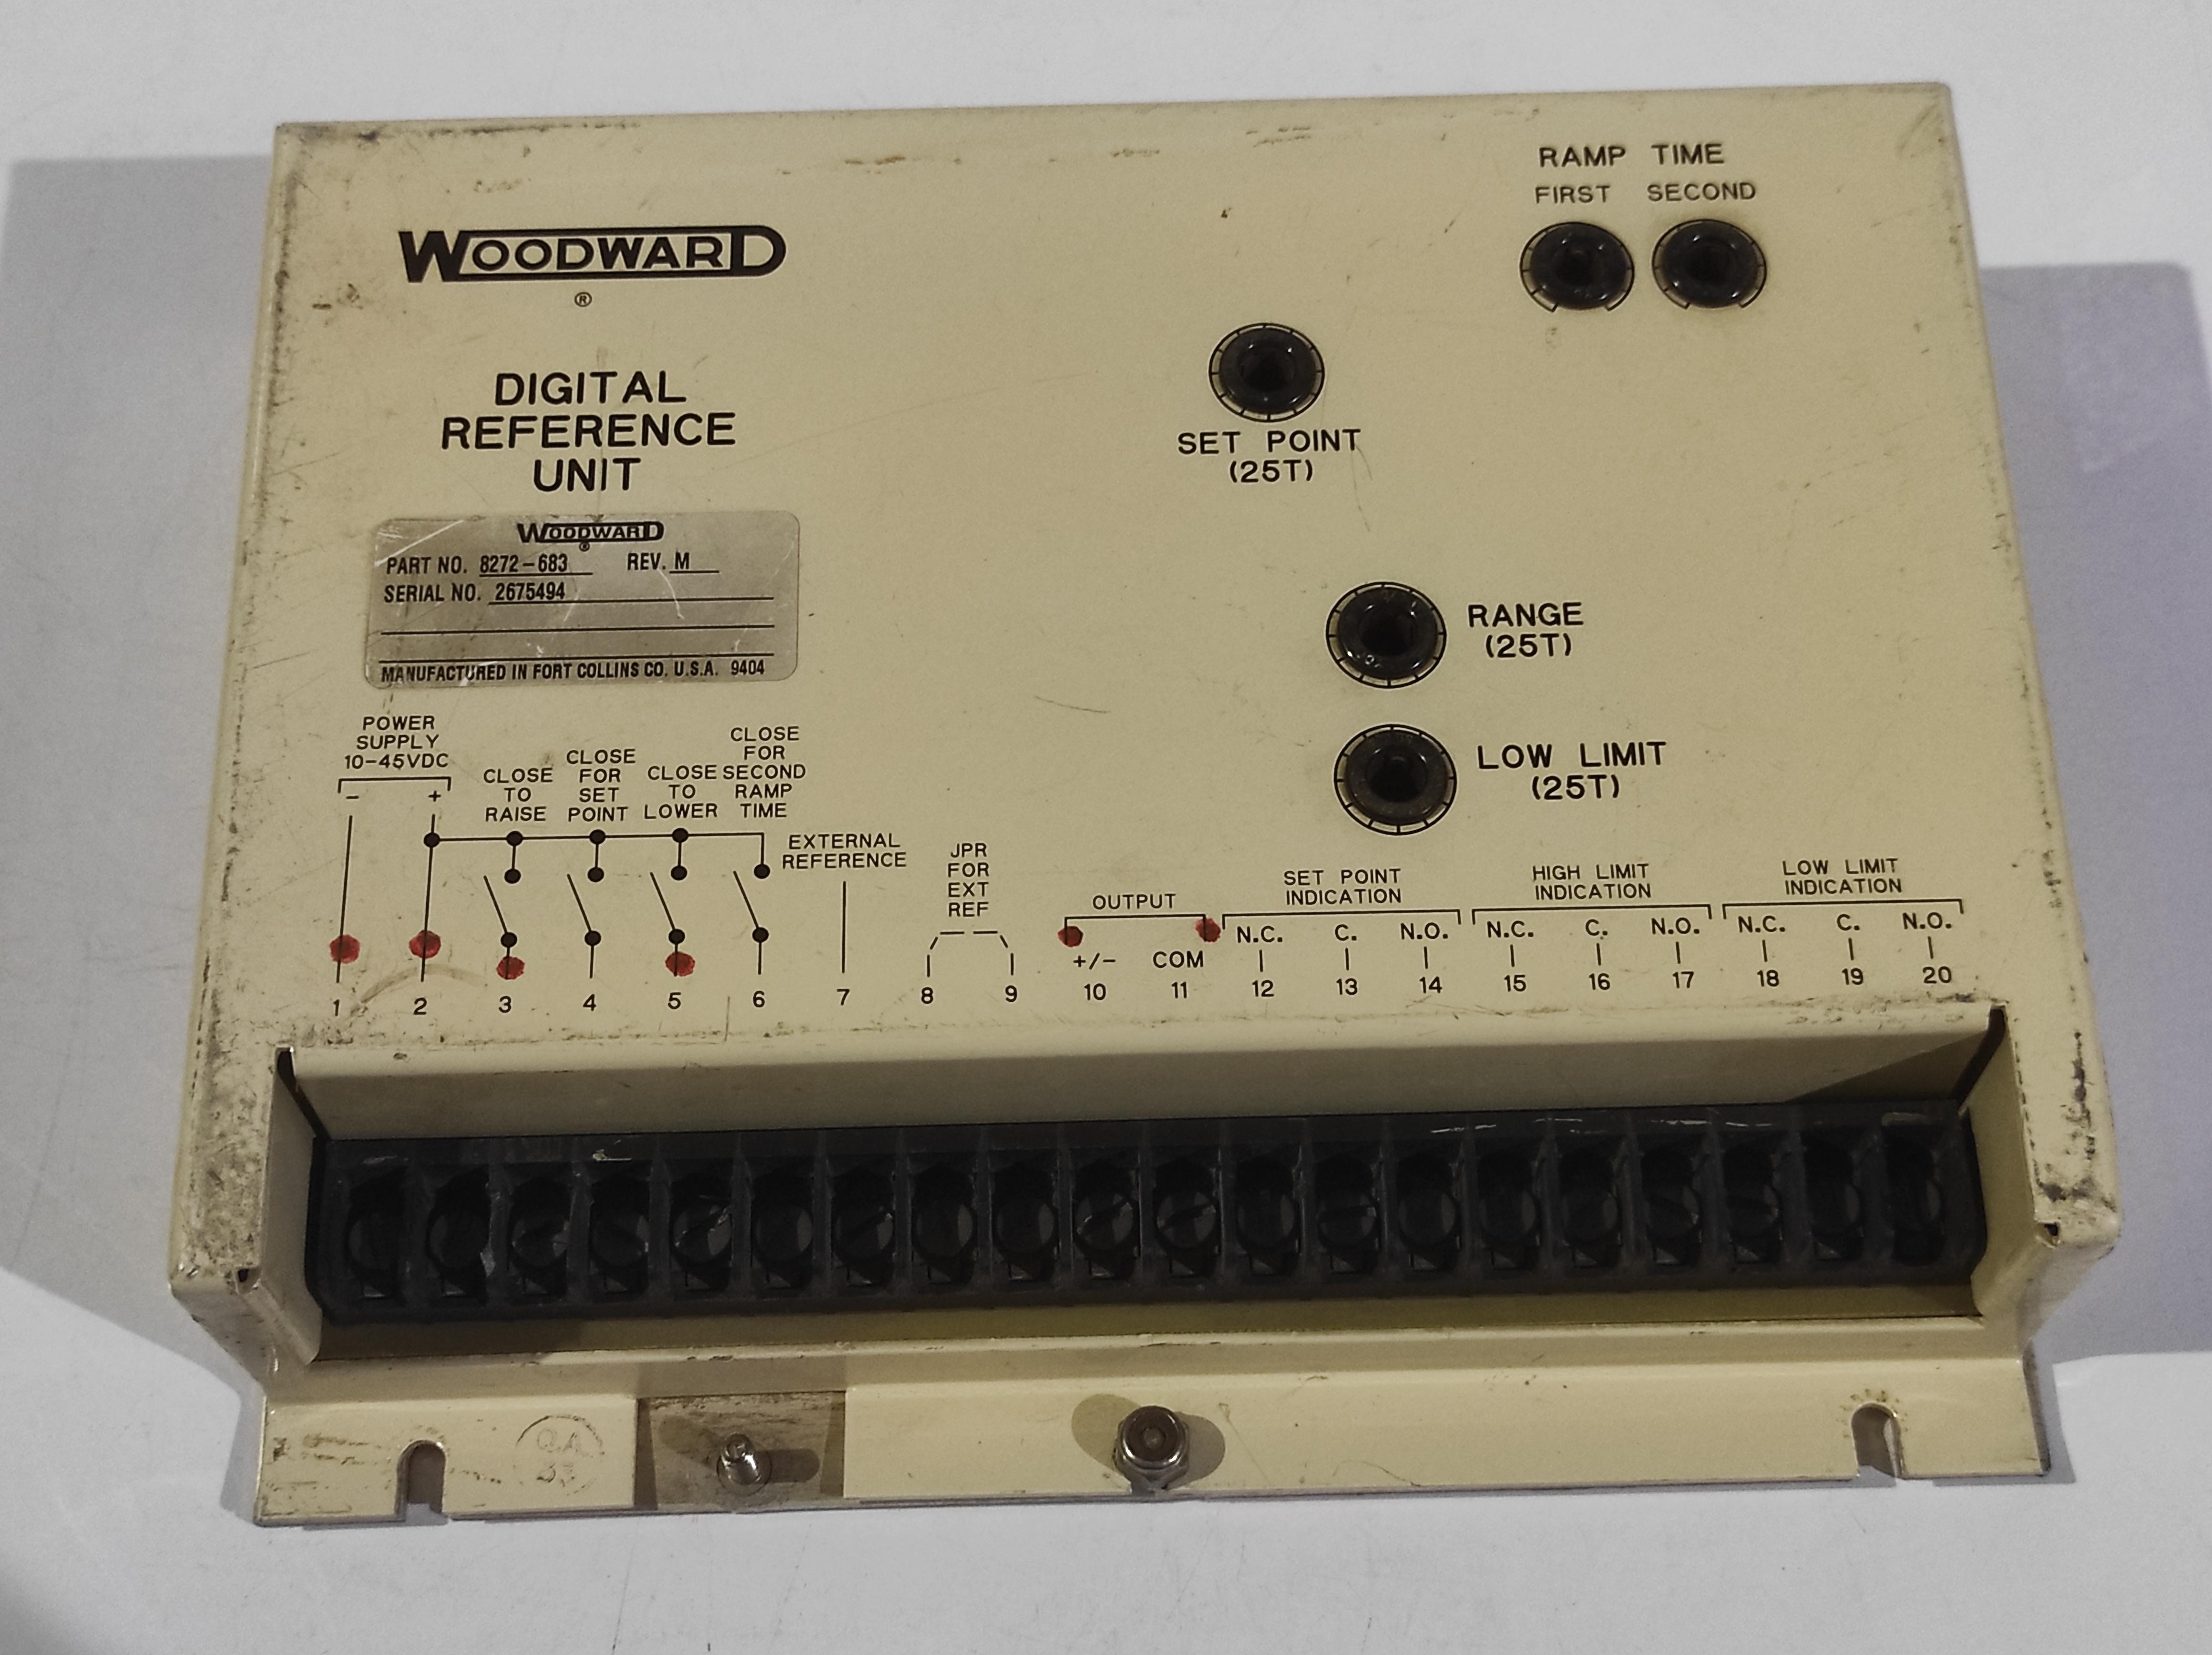 WOODWARD
®
DIGITAL
REFERENCE
UNIT
WOODWARD
®
PART NO. 8272-683 REV. M
SERIAL NO. 2675494
MANUFACTURED IN FORT COLLINS CO. U.S.A. 9404
RAMP TIME
FIRST SECOND
SET POINT
(25T)
RANGE
(25T)
LOW LIMIT
(25T)
POWER
SUPPLY
10-45VDC
- +
CLOSE
TO
RAISE
CLOSE
FOR
SET
POINT
CLOSE
TO
LOWER
CLOSE
FOR
SECOND
RAMP
TIME
EXTERNAL
REFERENCE
JPR
FOR
EXT
REF
OUTPUT
+/- COM
SET POINT
INDICATION
N.C. C. N.O.
HIGH LIMIT
INDICATION
N.C. C. N.O.
LOW LIMIT
INDICATION
N.C. C. N.O.
1 2 3 4 5 6 7 8 9 10 11 12 13 14 15 16 17 18 19 20
Q.A.